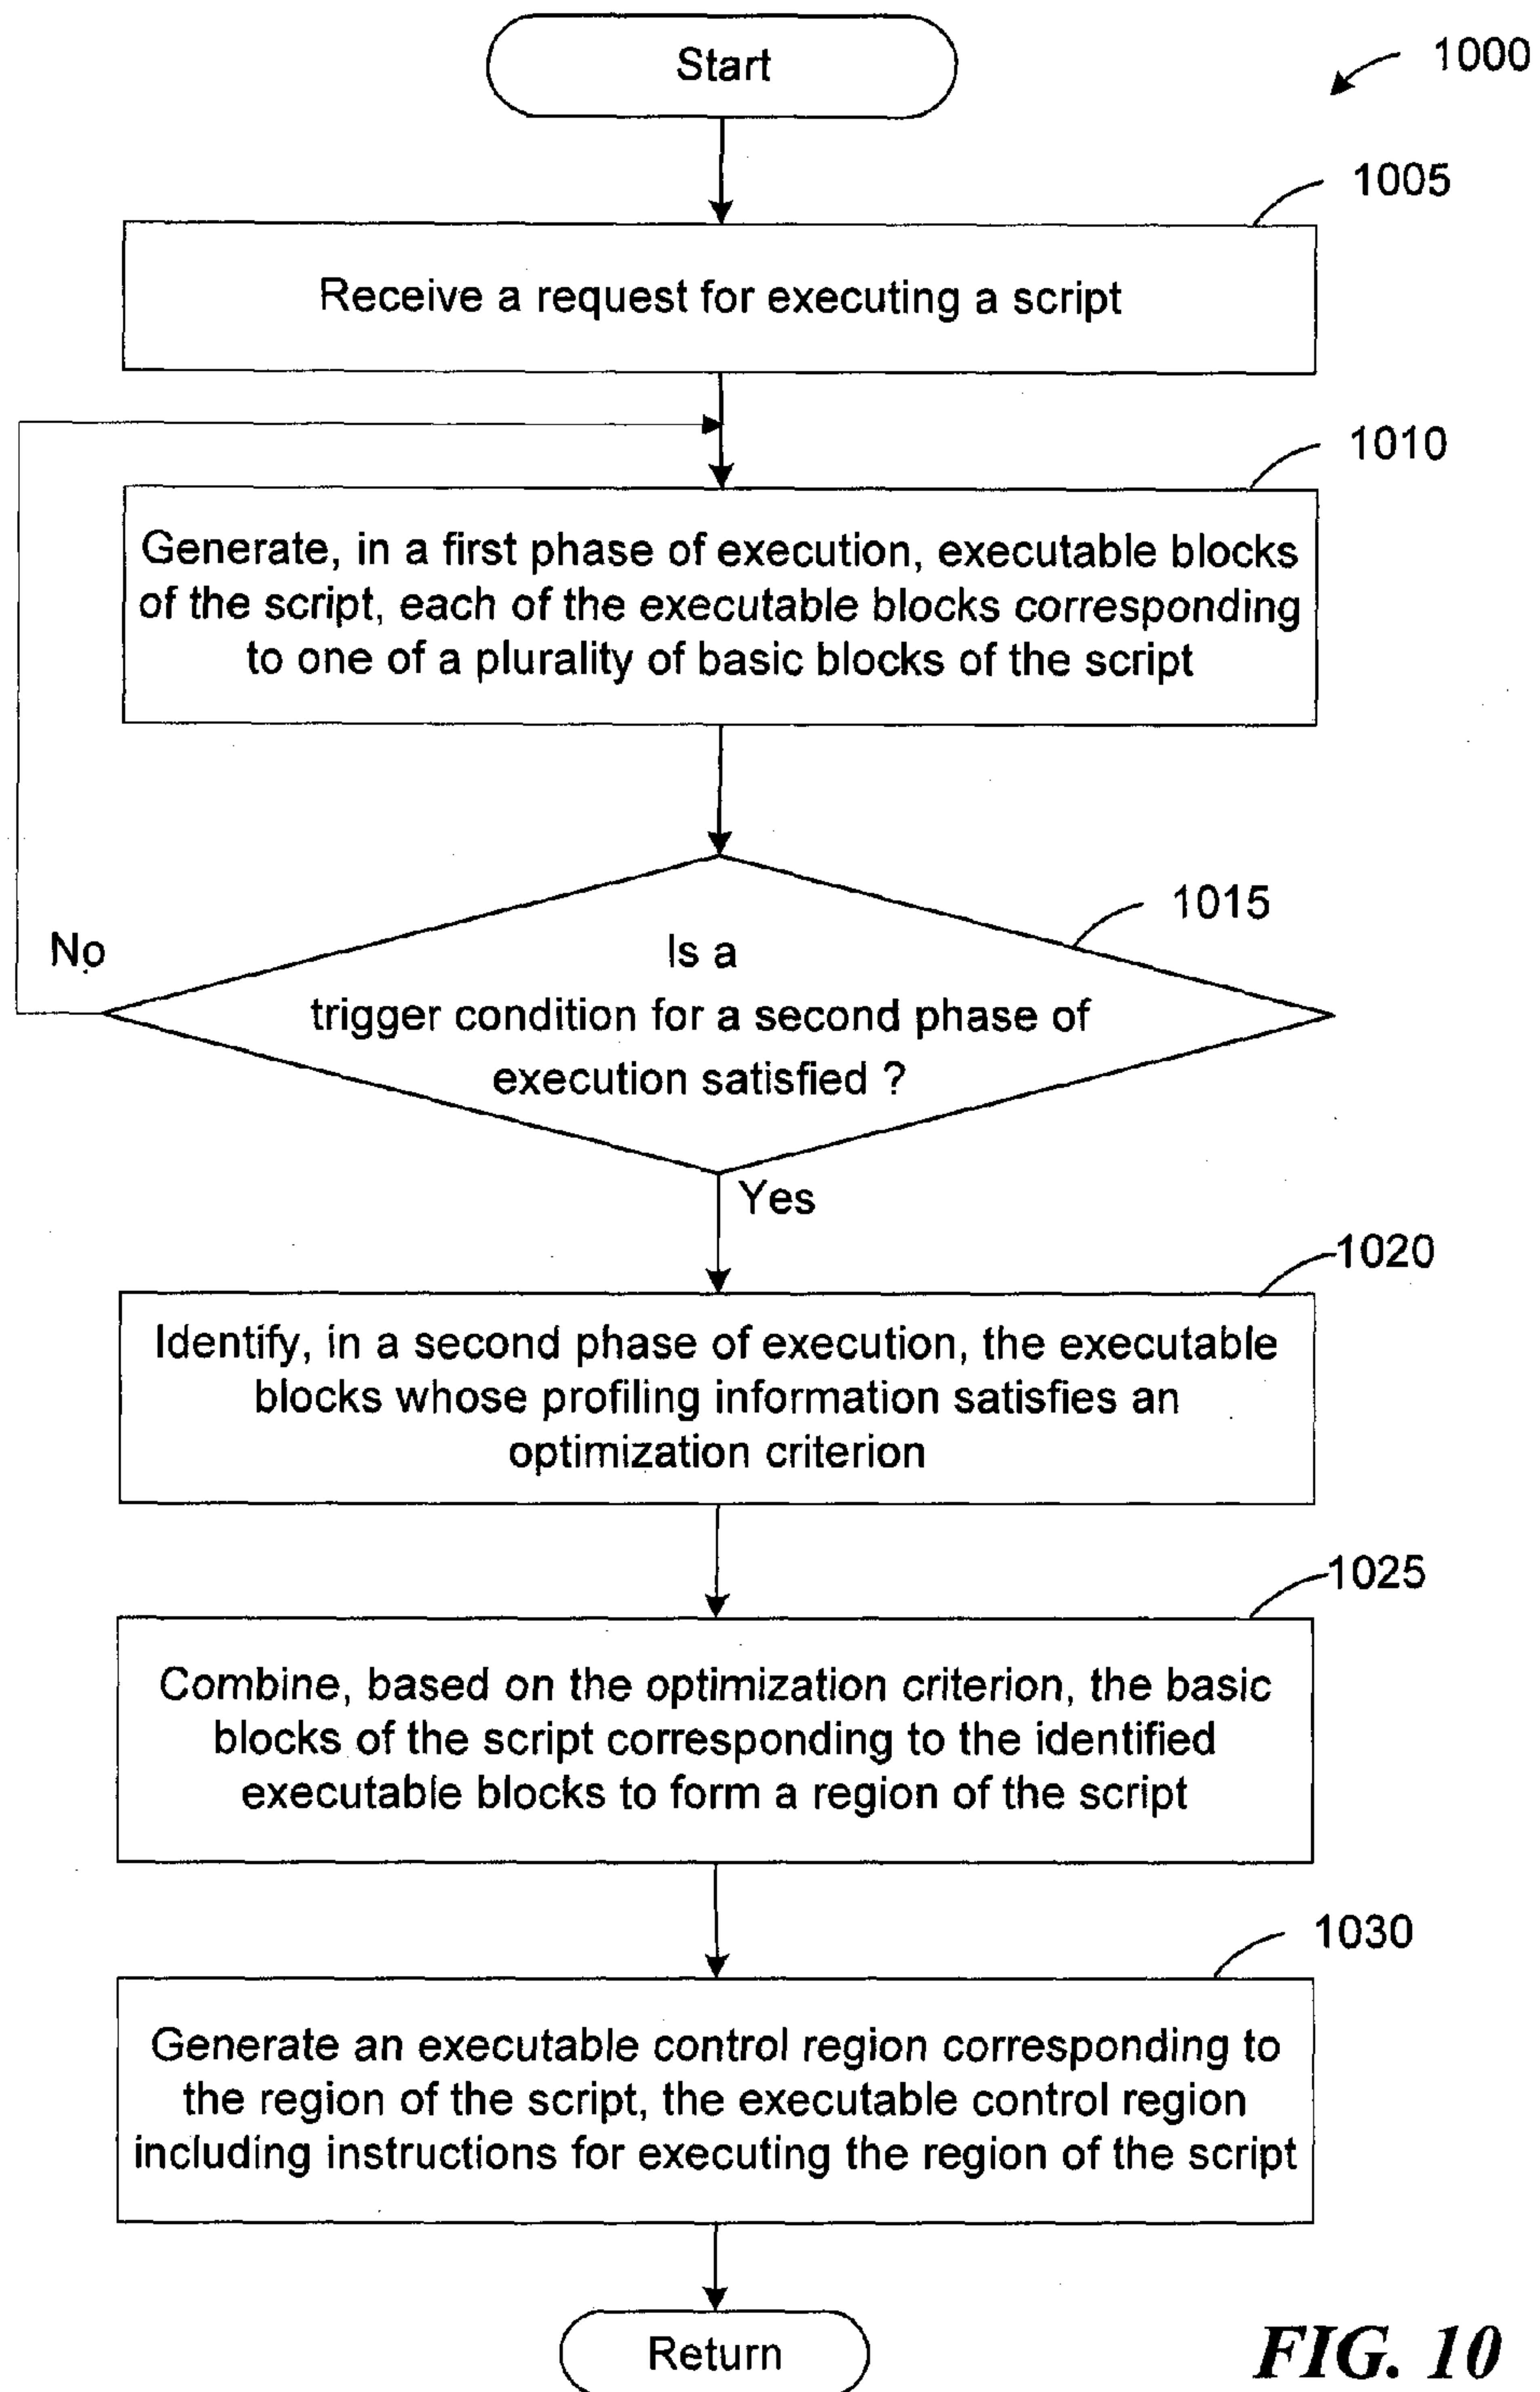 Start
1000
1005
Receive a request for executing a script
1010
Generate, in a first phase of execution, executable blocks
of the script, each of the executable blocks corresponding
to one of a plurality of basic blocks of the script
1015
No
Is a
trigger condition for a second phase of
execution satisfied ?
Yes
1020
Identify, in a second phase of execution, the executable
blocks whose profiling information satisfies an
optimization criterion
1025
Combine, based on the optimization criterion, the basic
blocks of the script corresponding to the identified
executable blocks to form a region of the script
1030
Generate an executable control region corresponding to
the region of the script, the executable control region
including instructions for executing the region of the script
Return
FIG. 10